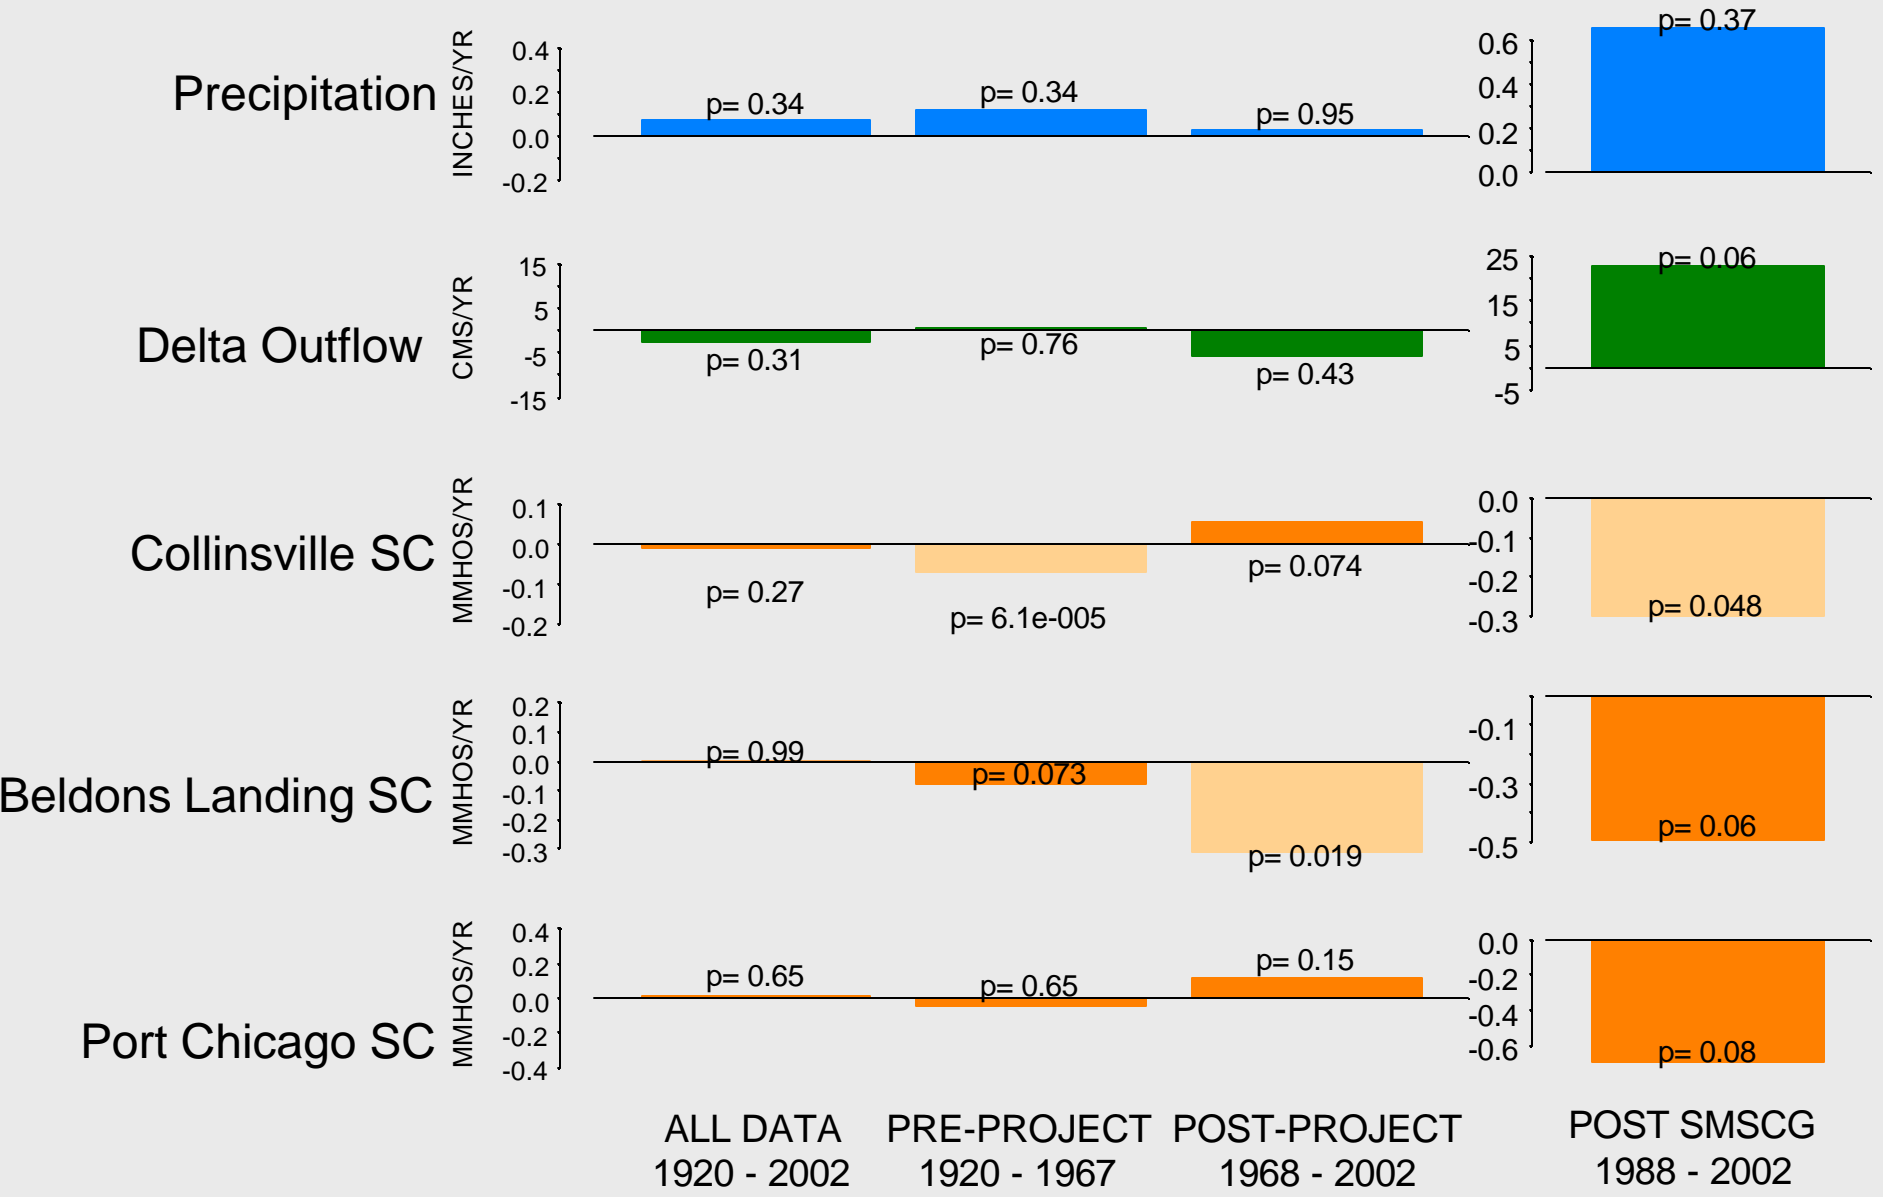 Precipitation
INCHES/YR
0.4
0.2
0.0
-0.2
p= 0.34
p= 0.34
p= 0.95
0.6
0.4
0.2
0.0
p= 0.37
Delta Outflow
CMS/YR
15
5
-5
-15
p= 0.31
p= 0.76
p= 0.43
25
15
5
-5
p= 0.06
Collinsville SC
MMHOS/YR
0.1
0.0
-0.1
-0.2
p= 0.27
p= 6.1e-005
p= 0.074
0.0
-0.1
-0.2
-0.3
p= 0.048
Beldons Landing SC
MMHOS/YR
0.2
0.1
0.0
-0.1
-0.2
-0.3
p= 0.99
p= 0.073
p= 0.019
-0.1
-0.3
-0.5
p= 0.06
Port Chicago SC
MMHOS/YR
0.4
0.2
0.0
-0.2
-0.4
p= 0.65
p= 0.65
p= 0.15
0.0
-0.2
-0.4
-0.6
p= 0.08
ALL DATA
1920 - 2002
PRE-PROJECT
1920 - 1967
POST-PROJECT
1968 - 2002
POST SMSCG
1988 - 2002